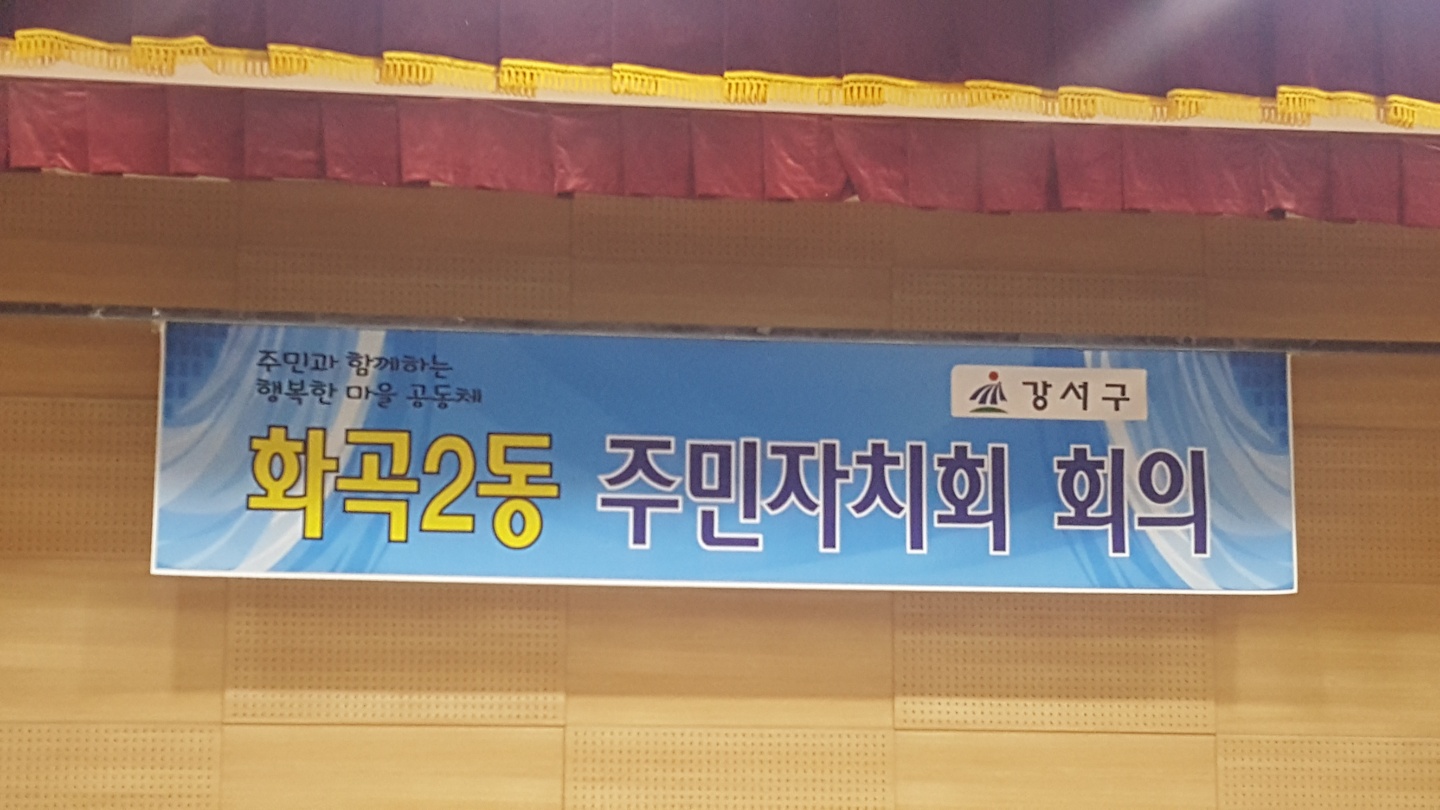 주민과 함께하는
행복한 마을 공동체
강서구
화곡2동 주민자치회 회의